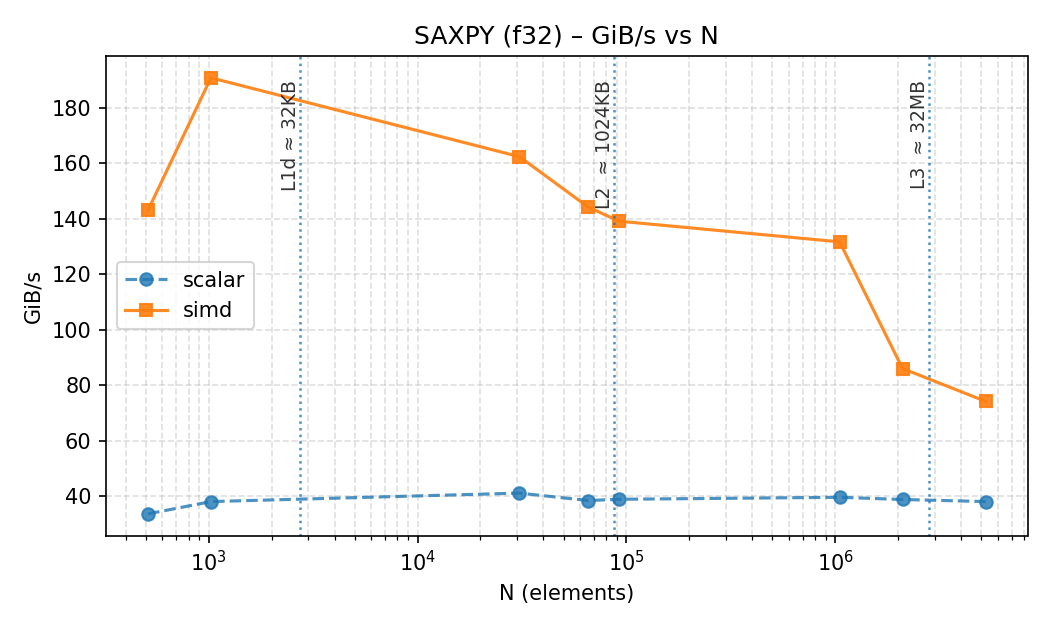 SAXPY (f32) – GiB/s vs N
GiB/s
180
160
140
120
100
80
60
40
L1d ≈ 32KB
L2 ≈ 1024KB
L3 ≈ 32MB
scalar
simd
10³
10⁴
10⁵
10⁶
N (elements)